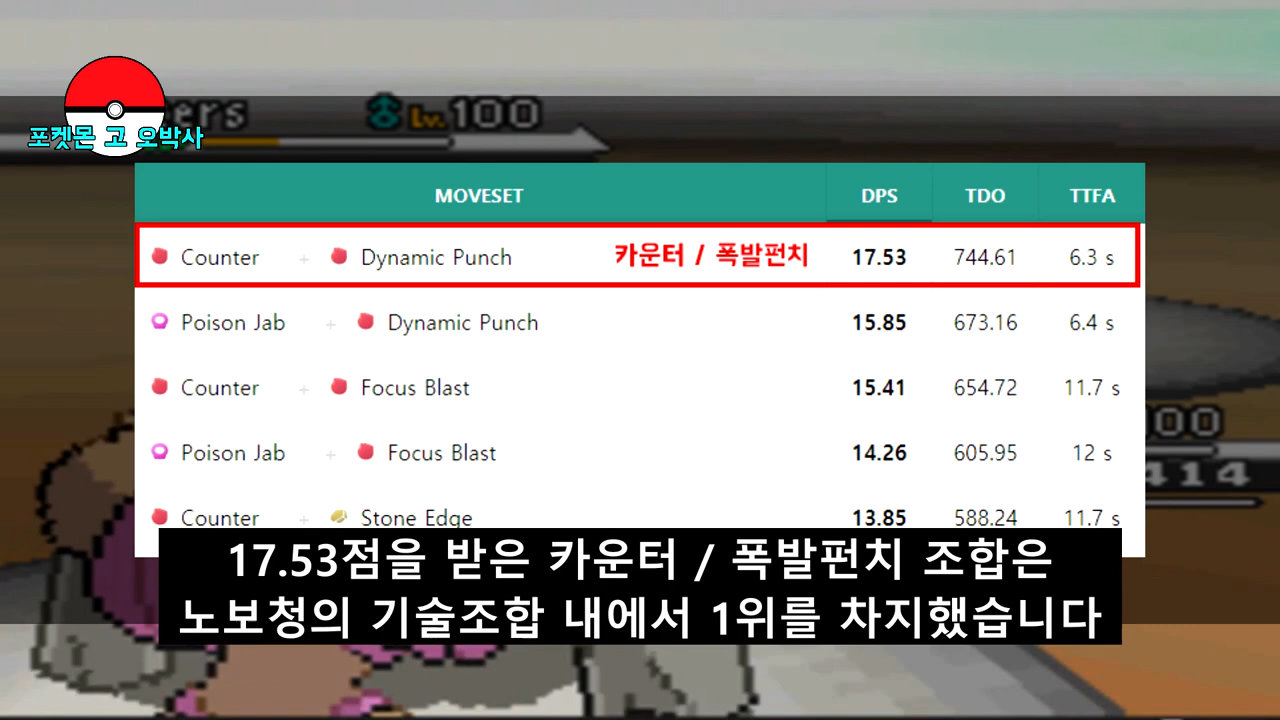 ers Lv.100
포켓몬 고 오박사
MOVESET DPS TDO TTFA
Counter + Dynamic Punch 카운터 / 폭발펀치 17.53 744.61 6.3 s
Poison Jab + Dynamic Punch 15.85 673.16 6.4 s
Counter + Focus Blast 15.41 654.72 11.7 s
Poison Jab + Focus Blast 14.26 605.95 12 s
Counter + Stone Edge 13.85 588.24 11.7 s
00
414
17.53점을 받은 카운터 / 폭발펀치 조합은
노보청의 기술조합 내에서 1위를 차지했습니다